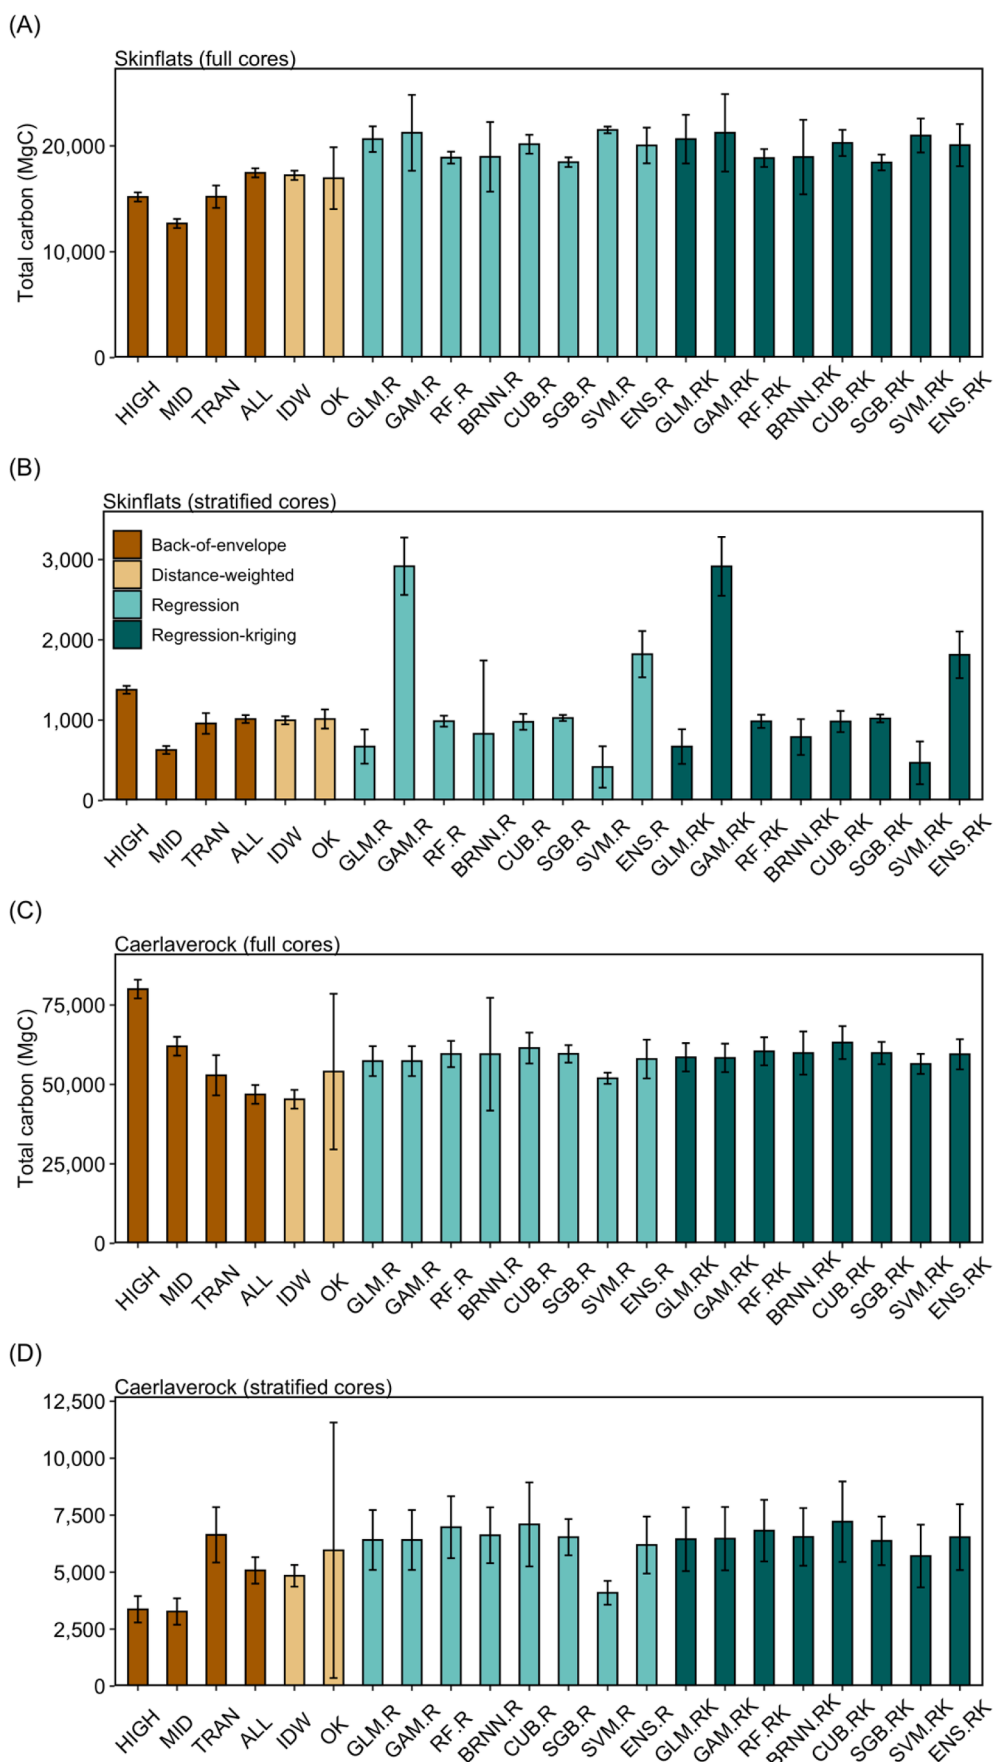 (A)
Skinflats (full cores)
Total carbon (MgC)
20,000
10,000
0
HIGH MID TRAN ALL IDW OK GLM.R GAM.R RF.R BRNN.R CUB.R SGB.R SVM.R ENS.R GLM.RK GAM.RK RF.RK BRNN.RK CUB.RK SGB.RK SVM.RK ENS.RK
(B)
Skinflats (stratified cores)
Back-of-envelope
Distance-weighted
Regression
Regression-kriging
3,000
2,000
1,000
0
HIGH MID TRAN ALL IDW OK GLM.R GAM.R RF.R BRNN.R CUB.R SGB.R SVM.R ENS.R GLM.RK GAM.RK RF.RK BRNN.RK CUB.RK SGB.RK SVM.RK ENS.RK
(C)
Caerlaverock (full cores)
Total carbon (MgC)
75,000
50,000
25,000
0
HIGH MID TRAN ALL IDW OK GLM.R GAM.R RF.R BRNN.R CUB.R SGB.R SVM.R ENS.R GLM.RK GAM.RK RF.RK BRNN.RK CUB.RK SGB.RK SVM.RK ENS.RK
(D)
Caerlaverock (stratified cores)
12,500
10,000
7,500
5,000
2,500
0
HIGH MID TRAN ALL IDW OK GLM.R GAM.R RF.R BRNN.R CUB.R SGB.R SVM.R ENS.R GLM.RK GAM.RK RF.RK BRNN.RK CUB.RK SGB.RK SVM.RK ENS.RK